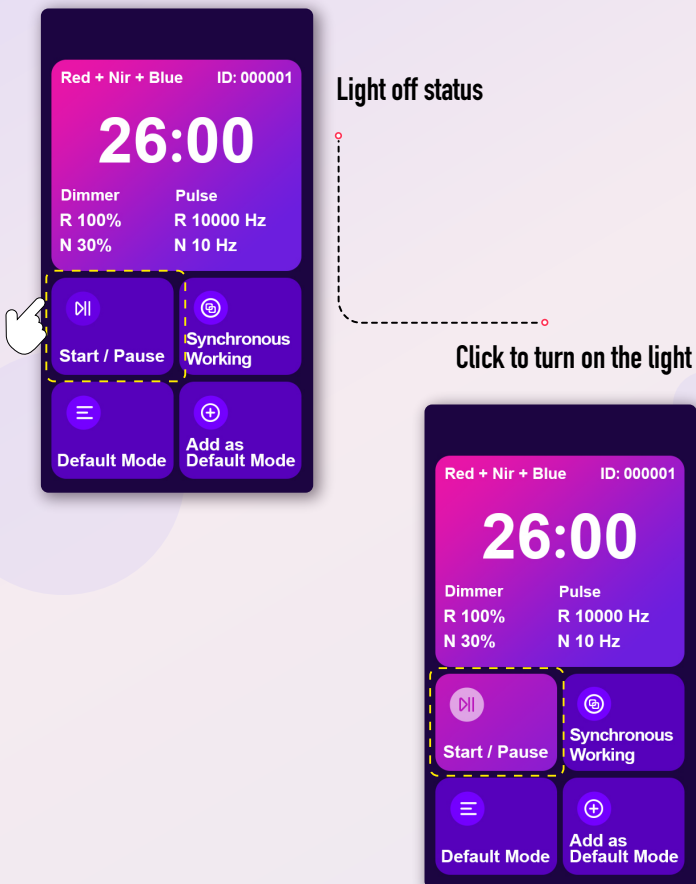 Red + Nir + Blue ID: 000001
26:00
Dimmer Pulse
R 100% R 10000 Hz
N 30% N 10 Hz
Start / Pause
Synchronous
Working
Default Mode
Add as
Default Mode
Light off status
Click to turn on the light
Red + Nir + Blue ID: 000001
26:00
Dimmer Pulse
R 100% R 10000 Hz
N 30% N 10 Hz
Start / Pause
Synchronous
Working
Default Mode
Add as
Default Mode